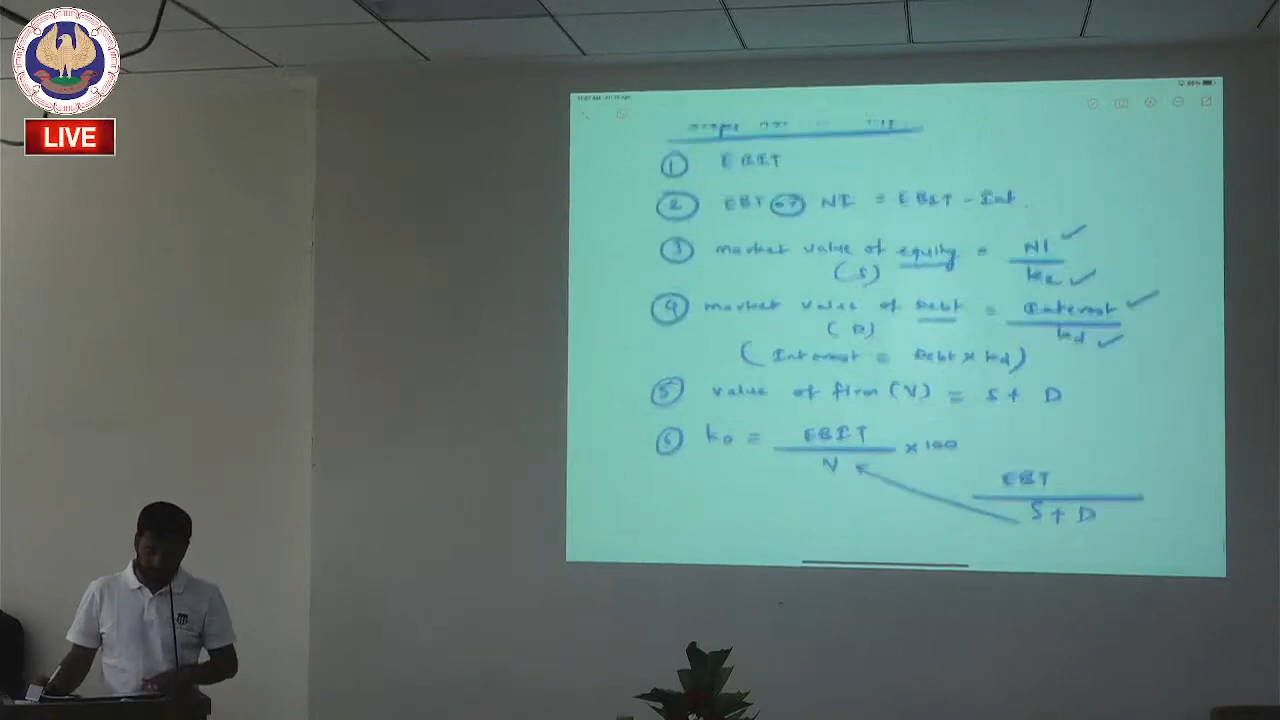 LIVE
① EBIT
② EBT or NI = EBIT - Int.
③ market value of equity = NI / ke
(S)
④ market value of Debt = Interest / kd
(D)
(Interest = Debt × kd)
⑤ value of firm (V) = S + D
⑥ ko = EBIT / V × 100
EBT / S + D